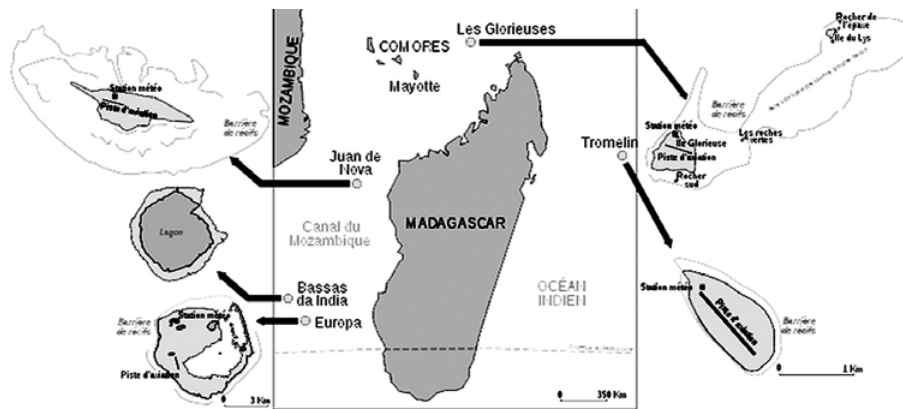 Station météo
Piste d'aviation
Barrière
de récifs
Lagon
Station météo
Barrière
de récifs
Piste d'aviation
3 Km
MOZAMBIQUE
COMORES
Mayotte
Les Glorieuses
Juan de
Nova
Tromelin
MADAGASCAR
Canal du
Mozambique
Bassas
da India
Europa
OCÉAN
INDIEN
350 Km
Rocher de
l'épave
Ile du Lys
Barrière
de récifs
Station météo
Ile Glorieuse
Piste d'aviation
Les roches
vertes
Rocher
sud
Station météo
Piste d'aviation
Barrière
de récifs
1 Km